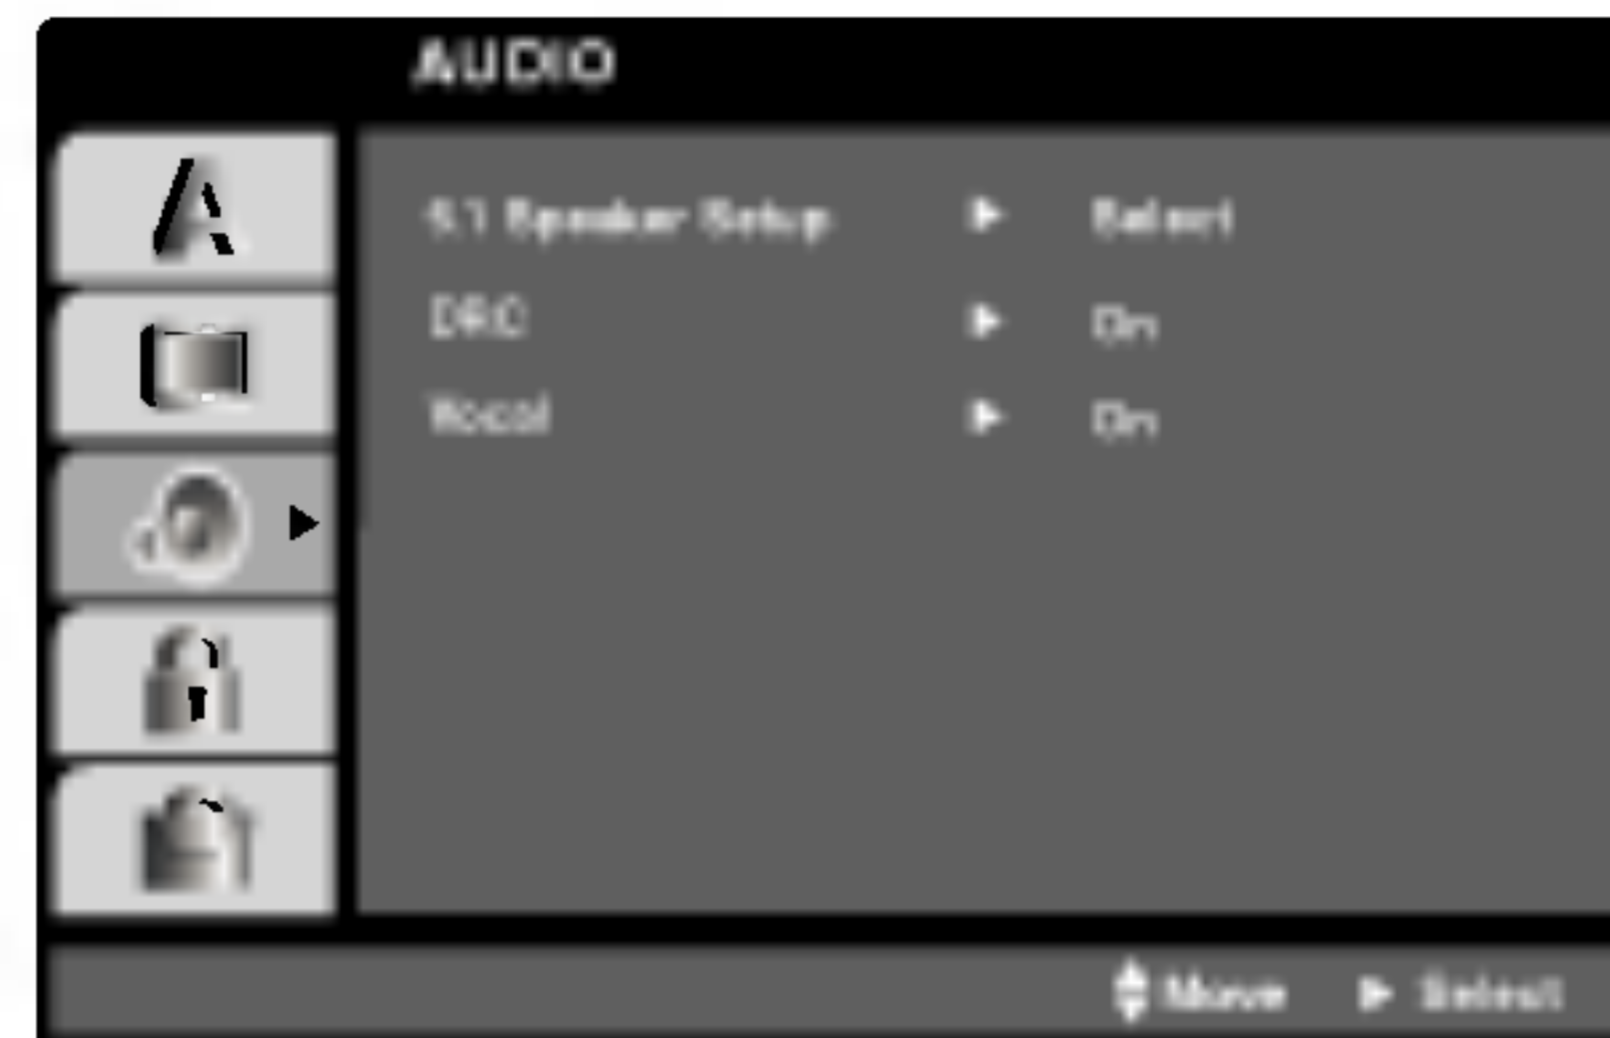 AUDIO
5.1 Speaker Setup ▶ Select
DRC ▶ On
Vocal ▶ On
Move ▶ Select